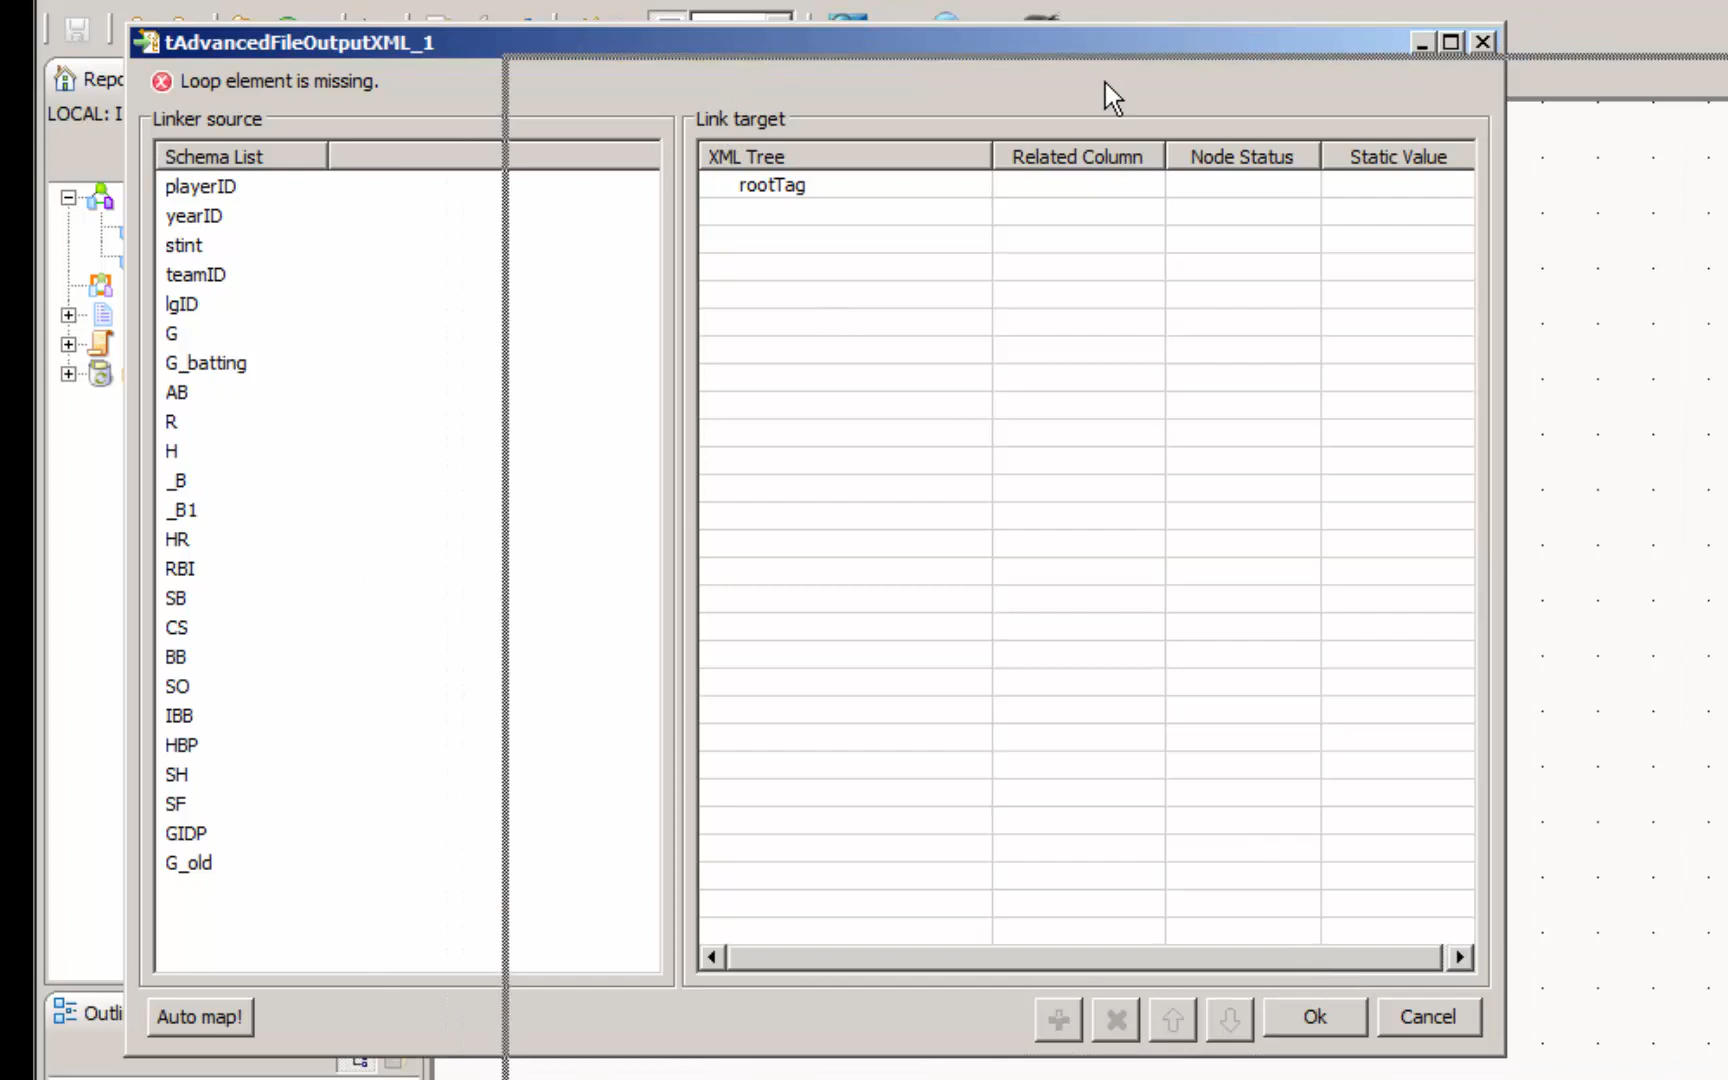 tAdvancedFileOutputXML_1
Loop element is missing.
Repo
LOCAL: I
Linker source
Schema List
playerID
yearID
stint
teamID
lgID
G
G_batting
AB
R
H
_B
_B1
HR
RBI
SB
CS
BB
SO
IBB
HBP
SH
SF
GIDP
G_old
Link target
XML Tree Related Column Node Status Static Value
rootTag
Outli
Auto map!
Ok
Cancel